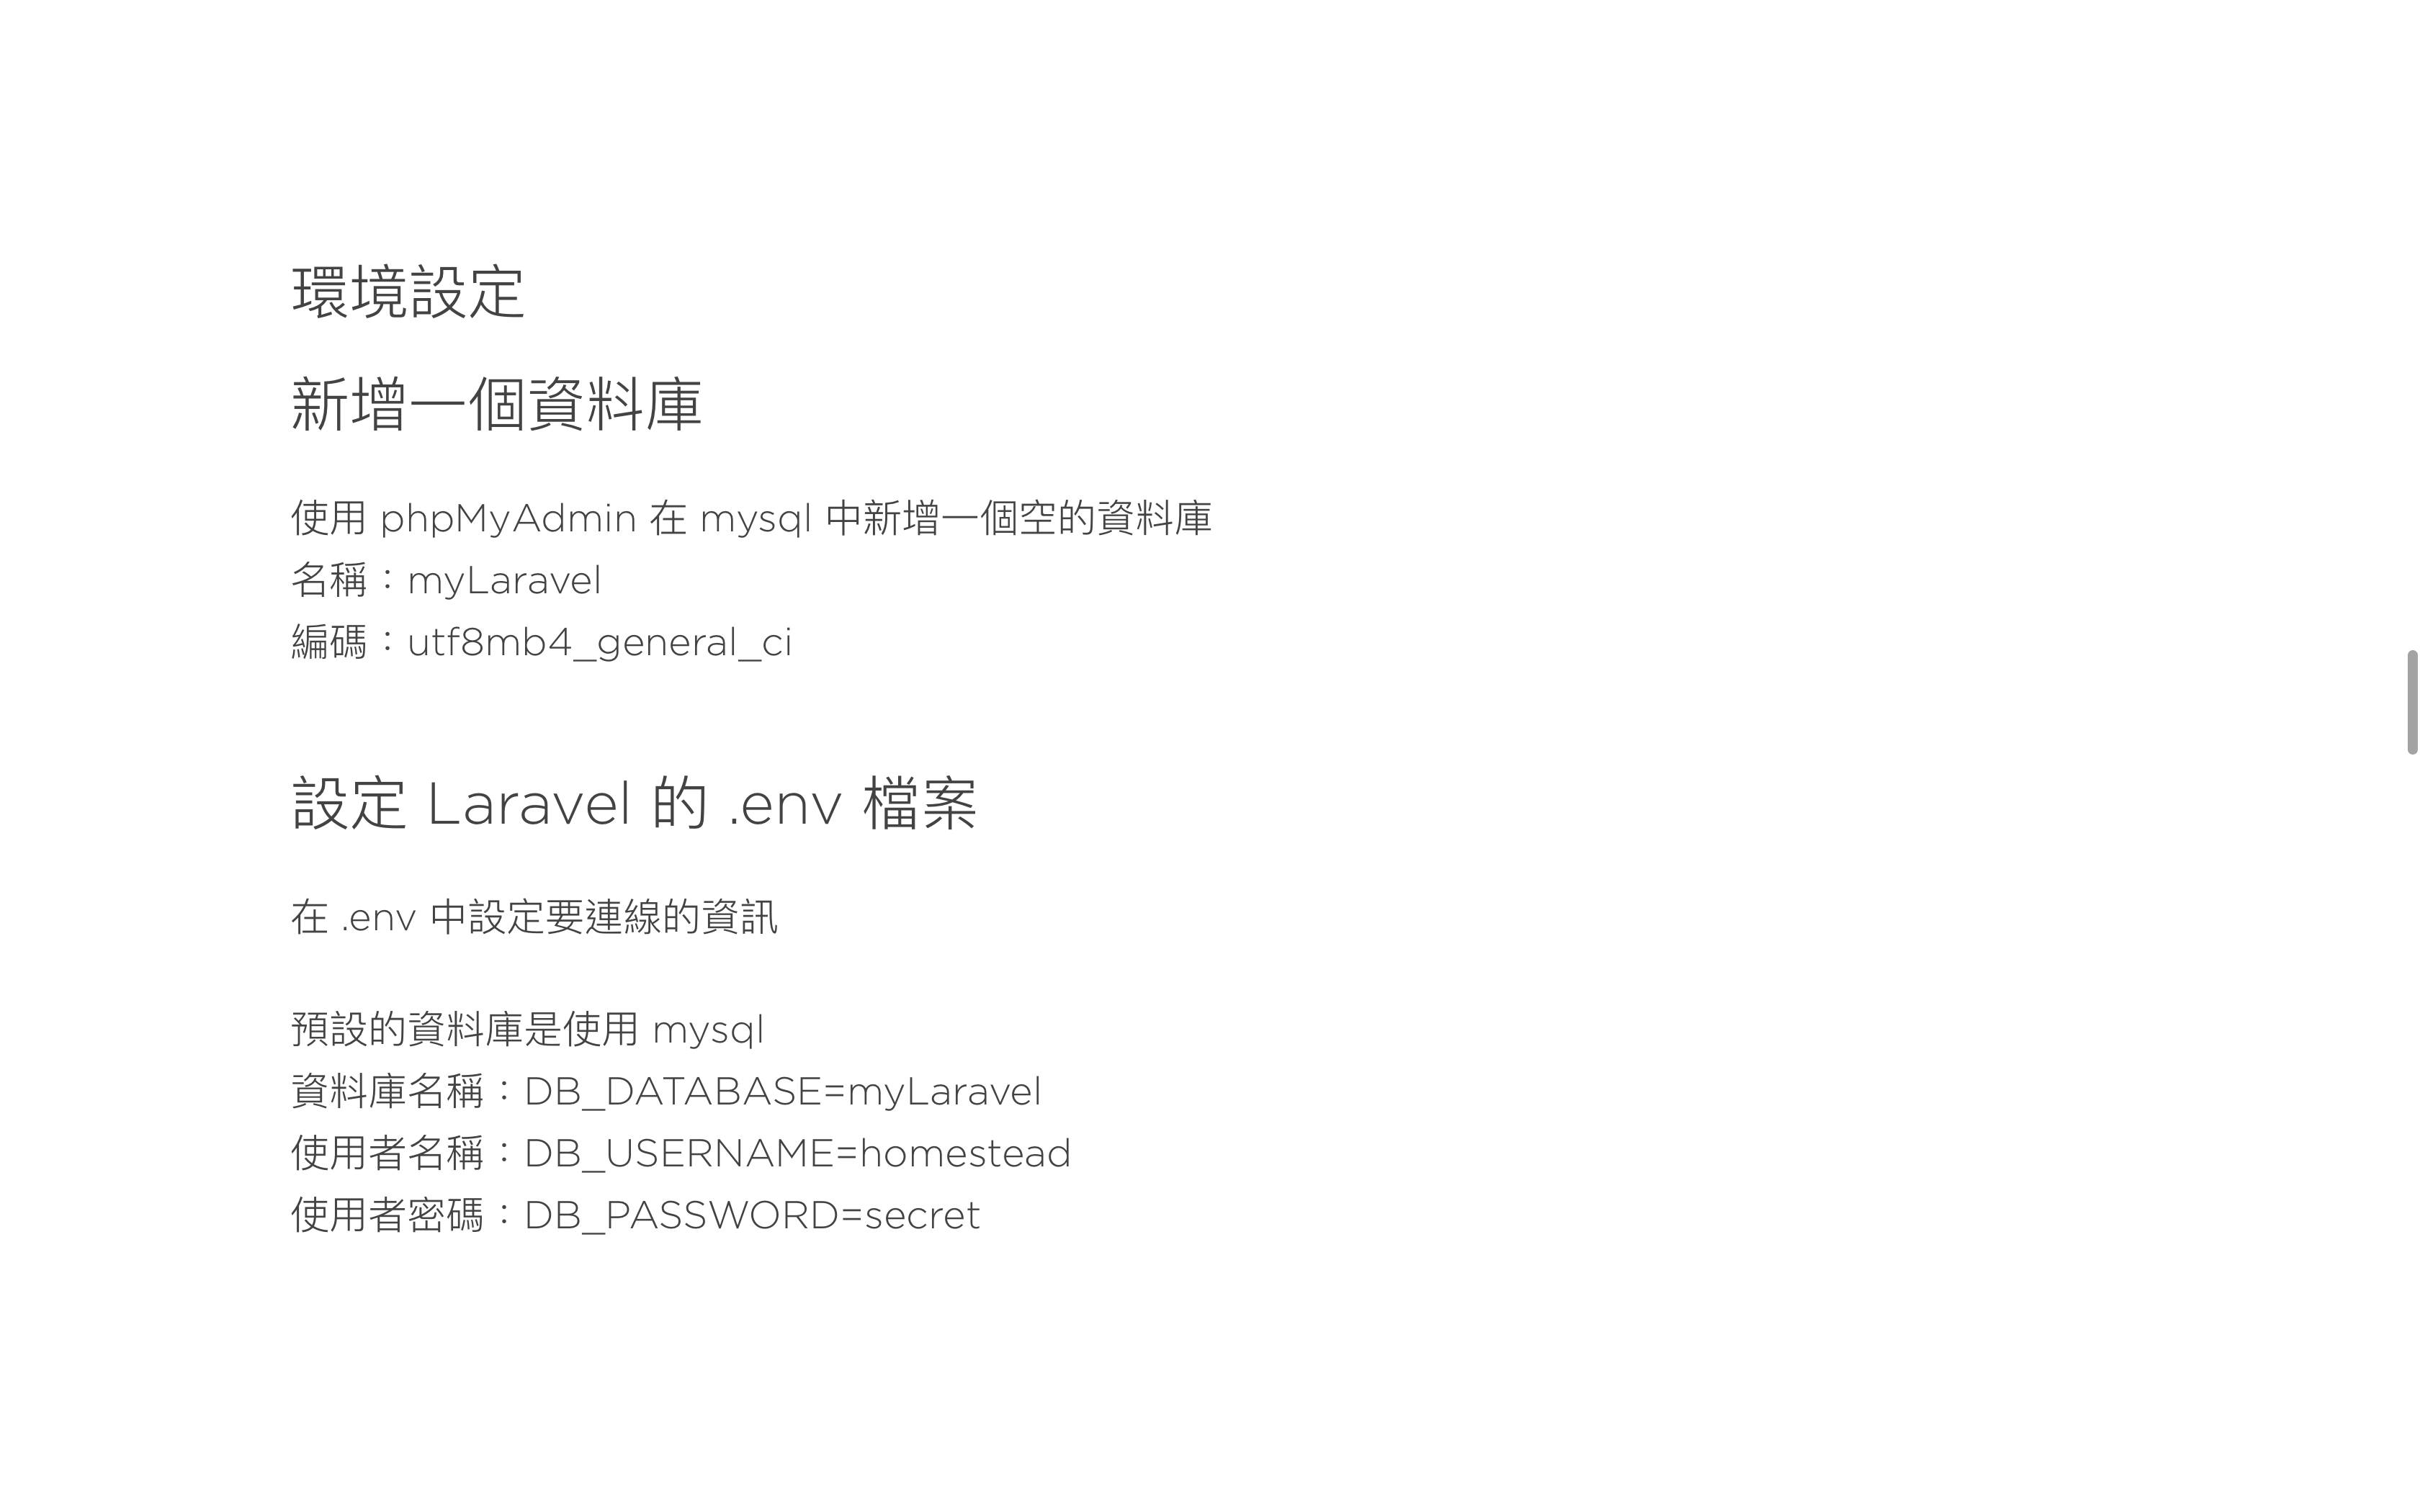 環境設定
新增一個資料庫
使用 phpMyAdmin 在 mysql 中新增一個空的資料庫
名稱：myLaravel
編碼：utf8mb4_general_ci
設定 Laravel 的 .env 檔案
在 .env 中設定要連線的資訊
預設的資料庫是使用 mysql
資料庫名稱：DB_DATABASE=myLaravel
使用者名稱：DB_USERNAME=homestead
使用者密碼：DB_PASSWORD=secret